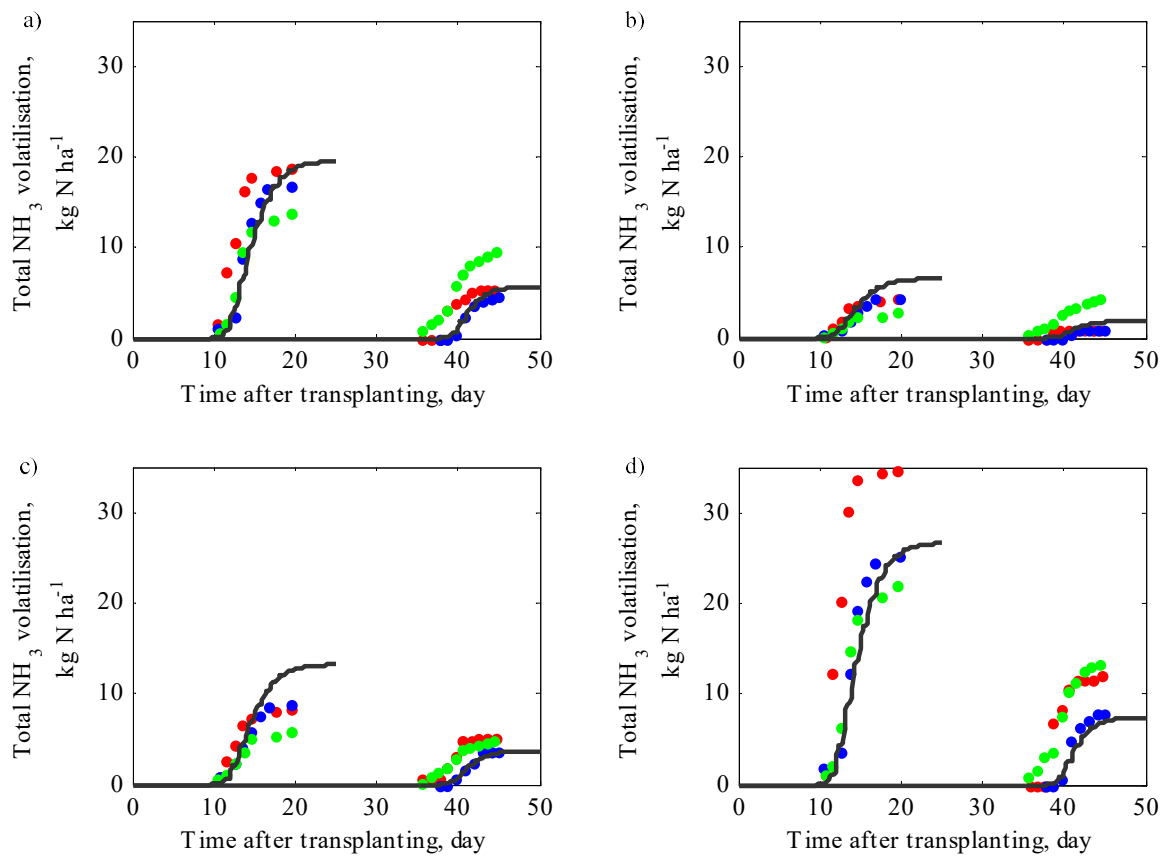 a)
Total NH3 volatilisation,
kg N ha-1
30
20
10
0
0 10 20 30 40 50
Time after transplanting, day
b)
Total NH3 volatilisation,
kg N ha-1
30
20
10
0
0 10 20 30 40 50
Time after transplanting, day
c)
Total NH3 volatilisation,
kg N ha-1
30
20
10
0
0 10 20 30 40 50
Time after transplanting, day
d)
Total NH3 volatilisation,
kg N ha-1
30
20
10
0
0 10 20 30 40 50
Time after transplanting, day